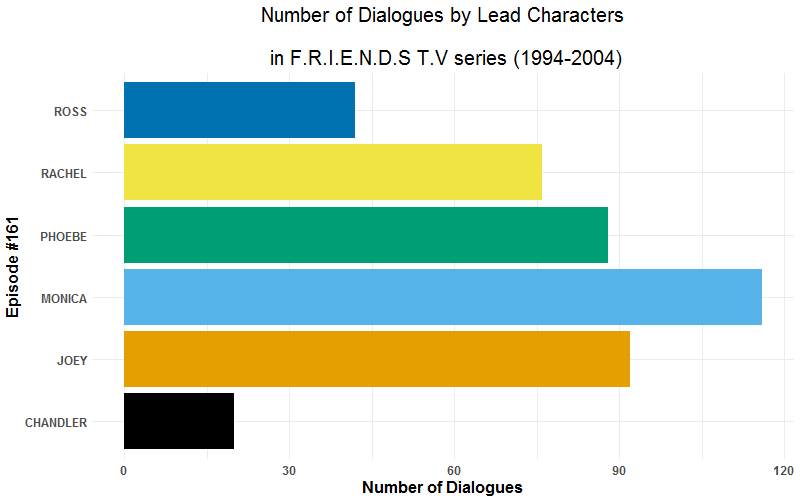 Number of Dialogues by Lead Characters
in F.R.I.E.N.D.S T.V series (1994-2004)
Episode #161
ROSS
RACHEL
PHOEBE
MONICA
JOEY
CHANDLER
0 30 60 90 120
Number of Dialogues